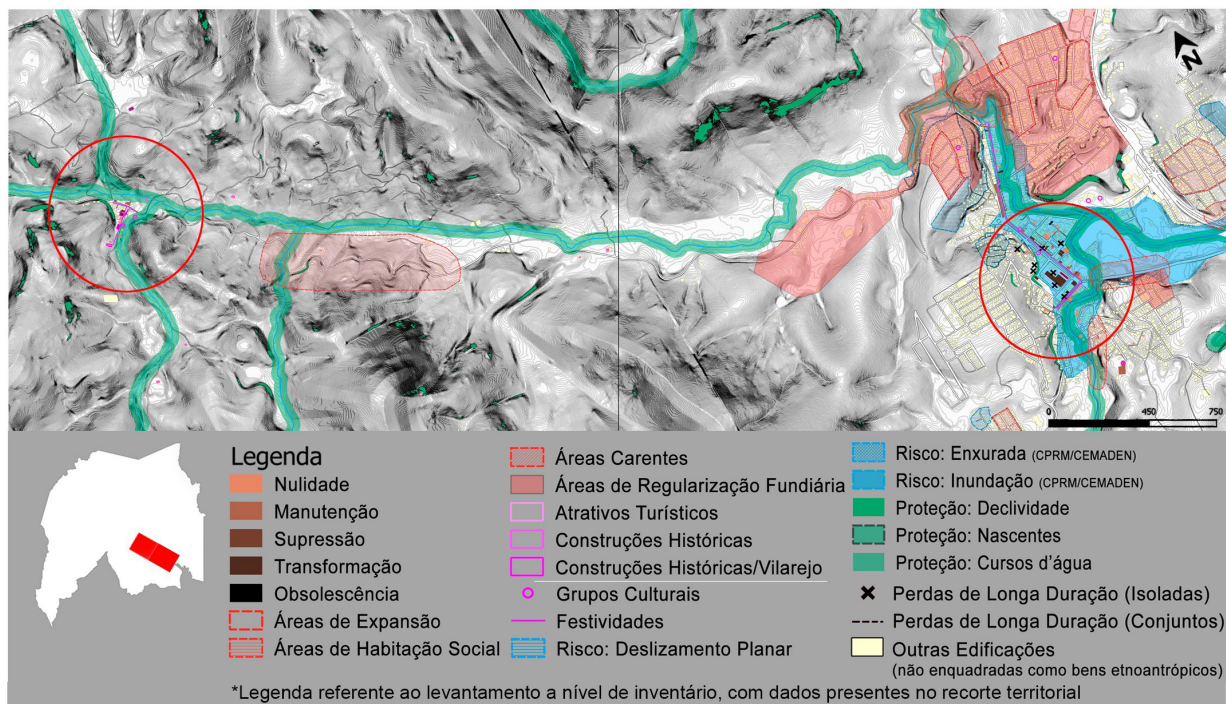 N
0 450 750
Legenda
Nulidade
Manutenção
Supressão
Transformação
Obsolescência
Áreas de Expansão
Áreas de Habitação Social
Áreas Carentes
Áreas de Regularização Fundiária
Atrativos Turísticos
Construções Históricas
Construções Históricas/Vilarejo
Grupos Culturais
Festividades
Risco: Deslizamento Planar
Risco: Enxurada (CPRM/CEMADEN)
Risco: Inundação (CPRM/CEMADEN)
Proteção: Declividade
Proteção: Nascentes
Proteção: Cursos d'água
Perdas de Longa Duração (Isoladas)
Perdas de Longa Duração (Conjuntos)
Outras Edificações
(não enquadradas como bens etnoantrópicos)
*Legenda referente ao levantamento a nível de inventário, com dados presentes no recorte territorial